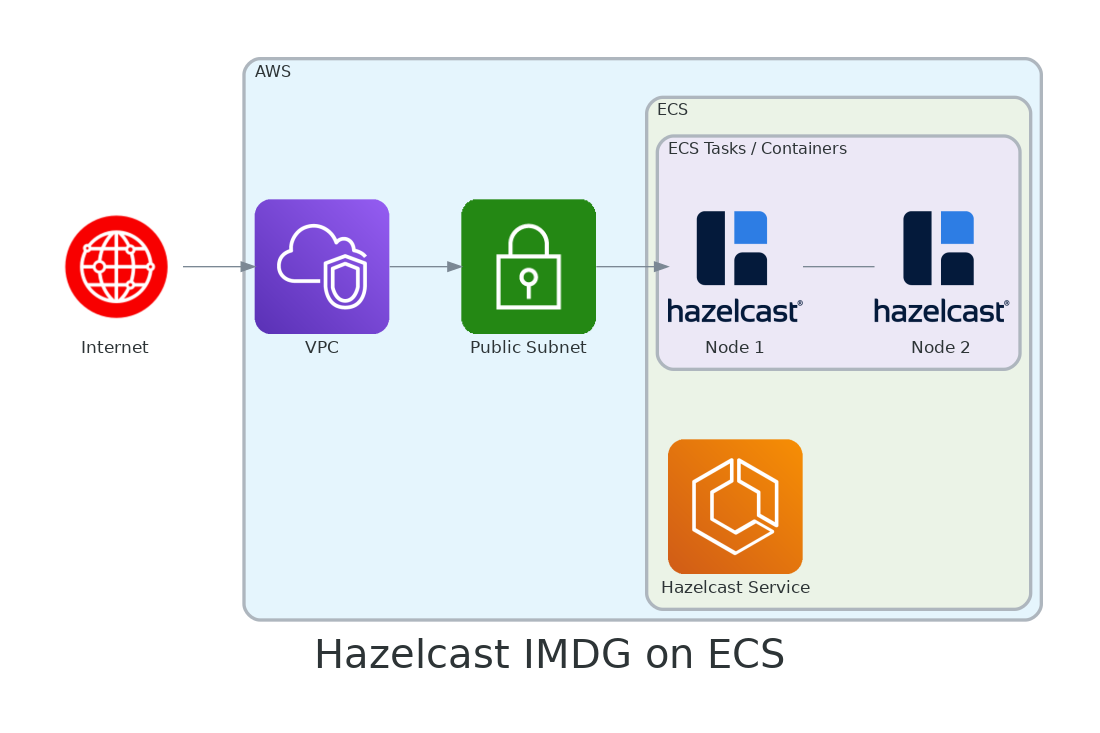 AWS
ECS
ECS Tasks / Containers
hazelcast®
hazelcast®
Internet
VPC
Public Subnet
Node 1
Node 2
Hazelcast Service
Hazelcast IMDG on ECS